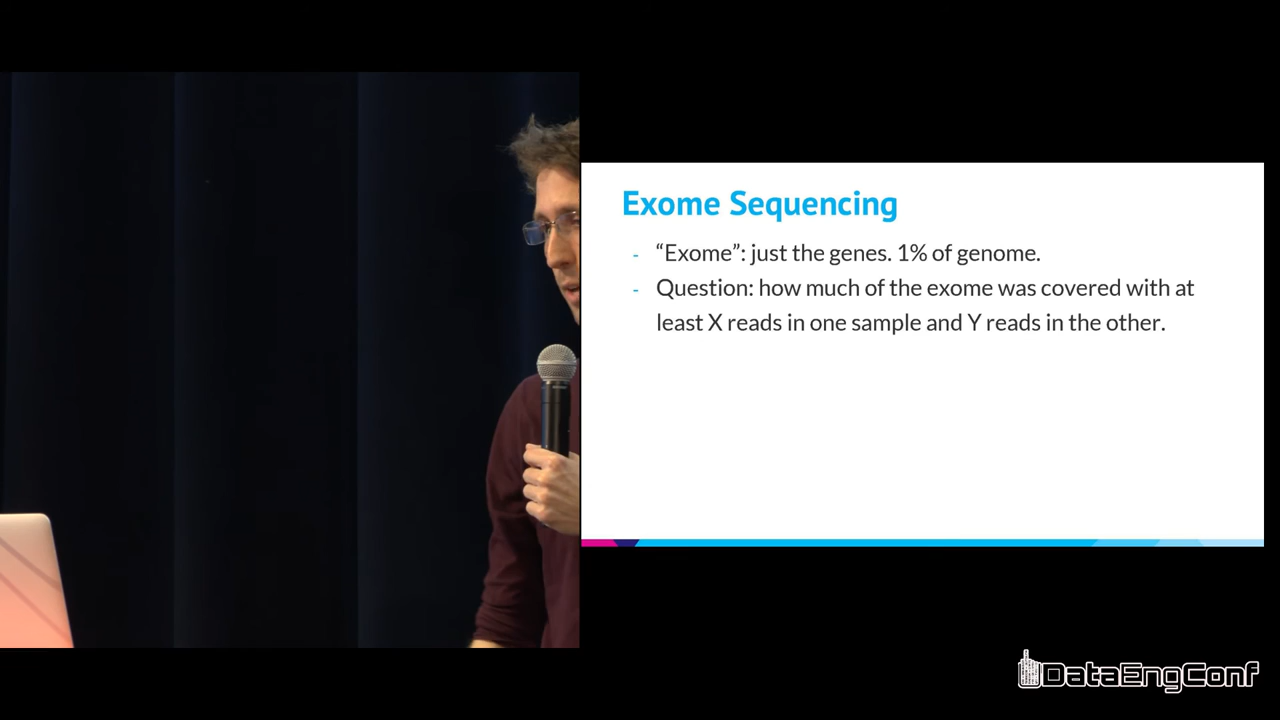 Exome Sequencing
- “Exome”: just the genes. 1% of genome.
- Question: how much of the exome was covered with at
least X reads in one sample and Y reads in the other.
DataEngConf